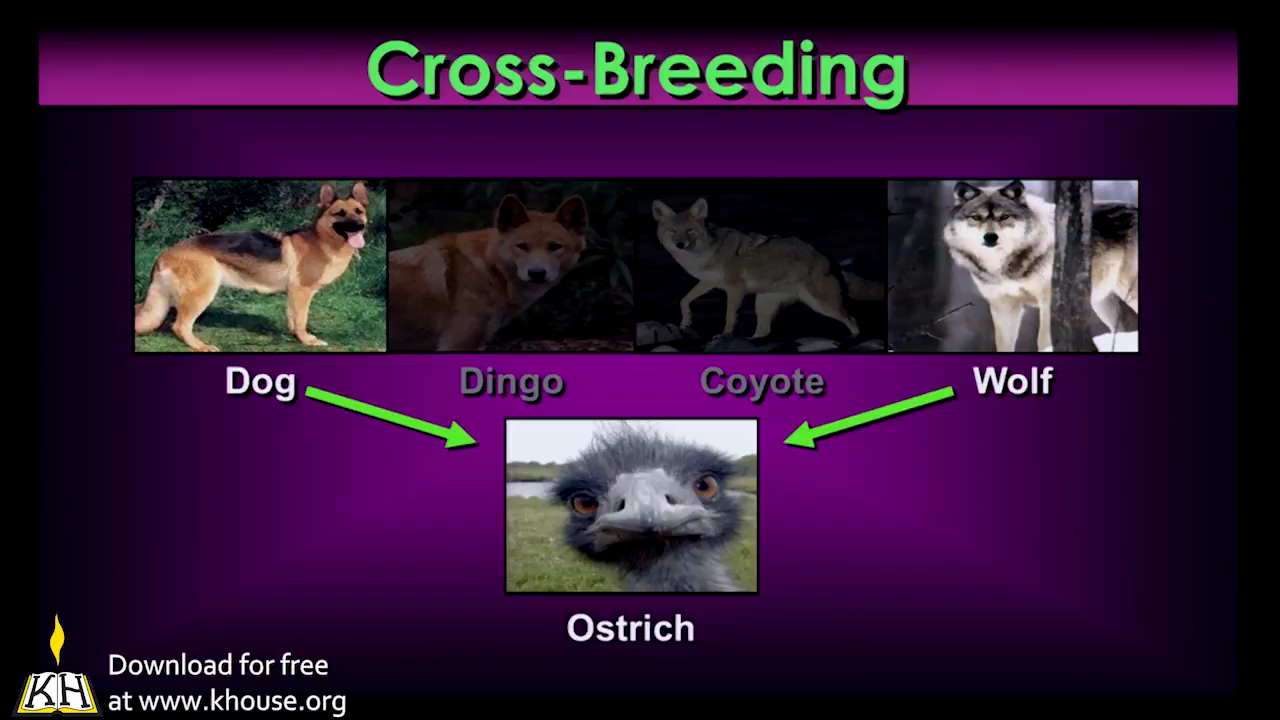 Cross-Breeding
Dog
Dingo
Coyote
Wolf
Ostrich
KH
Download for free
at www.khouse.org